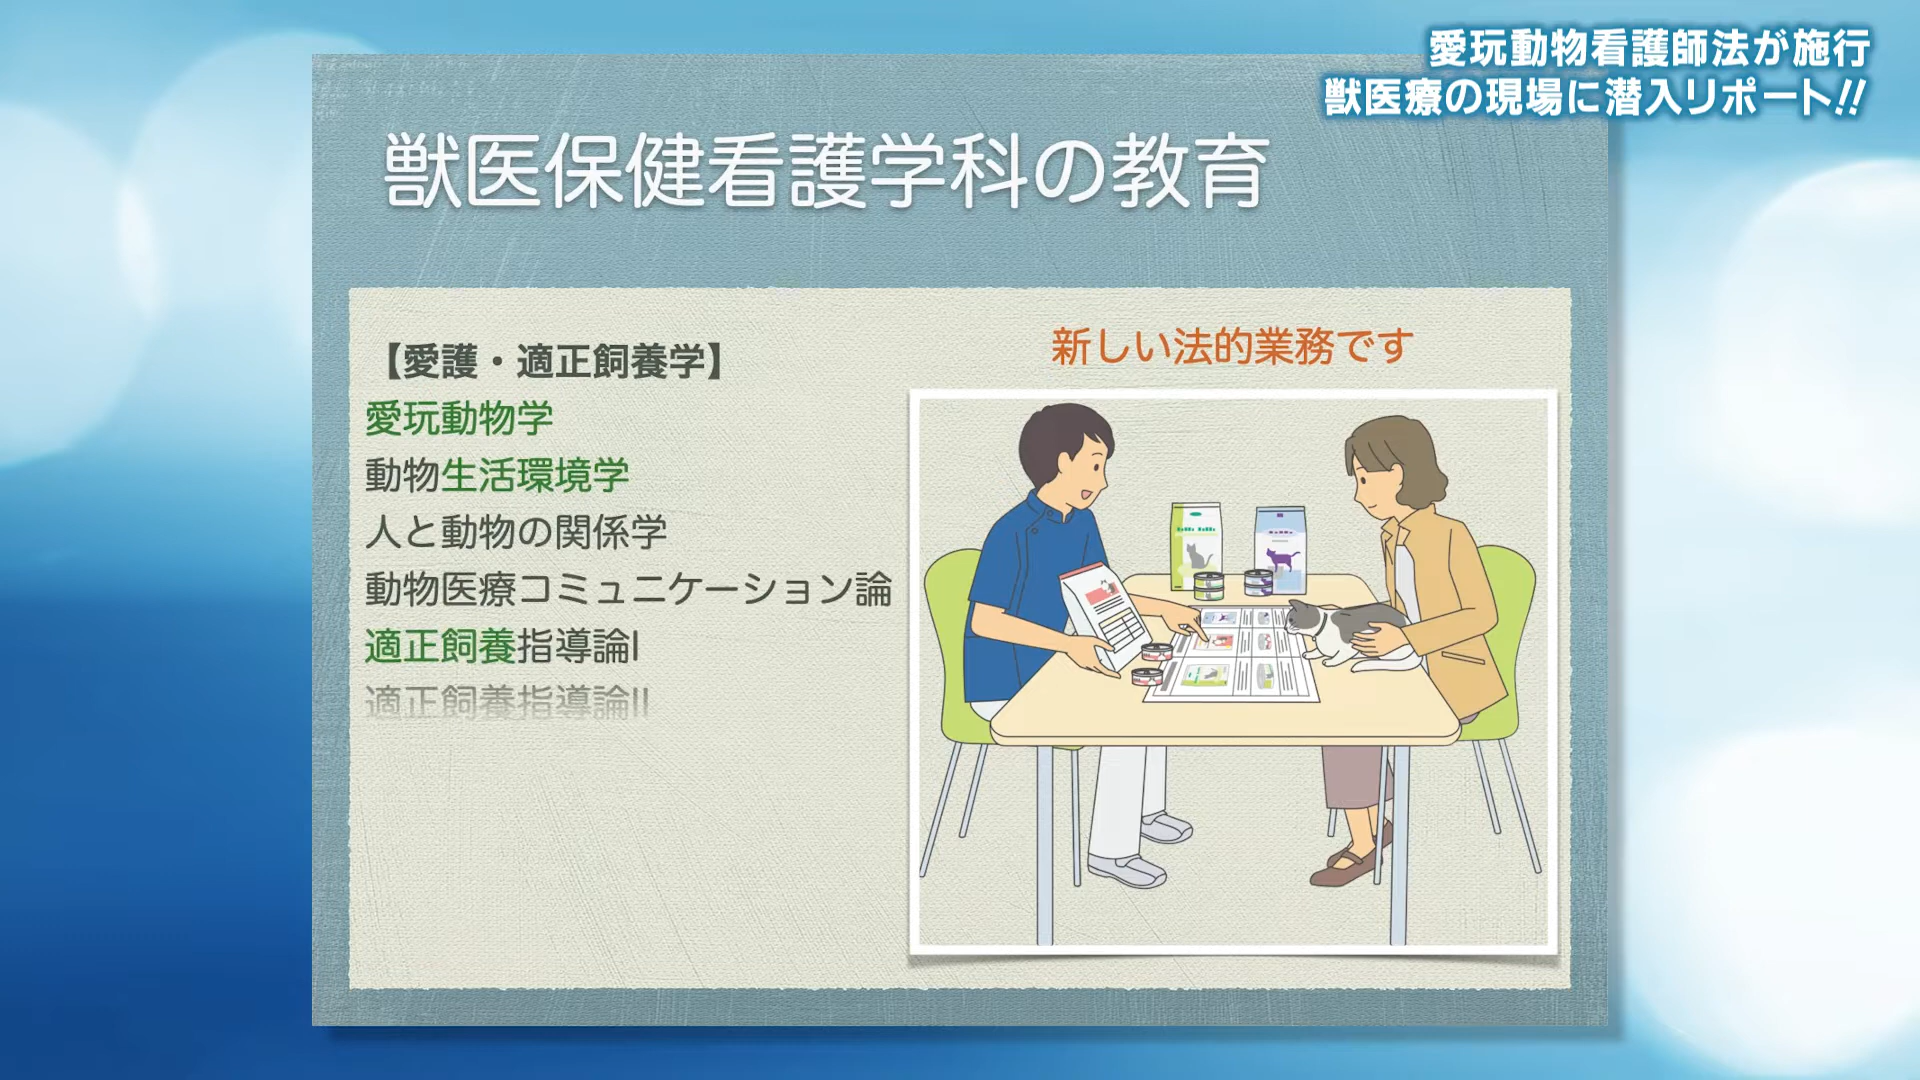 愛玩動物看護師法が施行
獣医療の現場に潜入リポート!!
獣医保健看護学科の教育
【愛護・適正飼養学】
愛玩動物学
動物生活環境学
人と動物の関係学
動物医療コミュニケーション論
適正飼養指導論I
適正飼養指導論II
新しい法的業務です